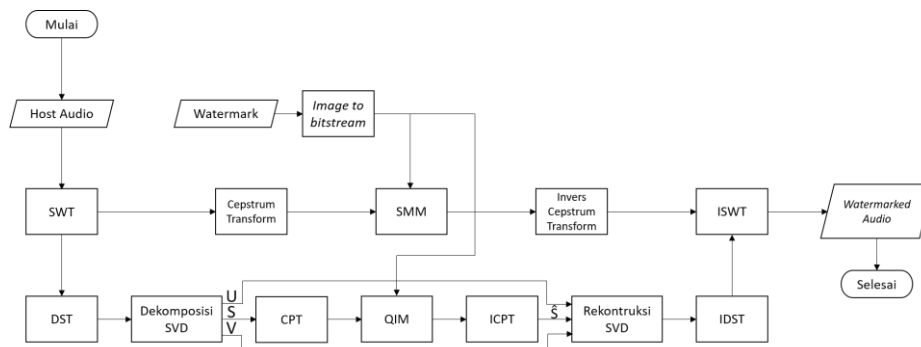 Mulai
Host Audio
Watermark
Image to
bitstream
SWT
Cepstrum
Transform
SMM
Invers
Cepstrum
Transform
ISWT
Watermarked
Audio
Selesai
DST
Dekomposisi
SVD
U
S
V
CPT
QIM
ICPT
Ŝ
Rekontruksi
SVD
IDST